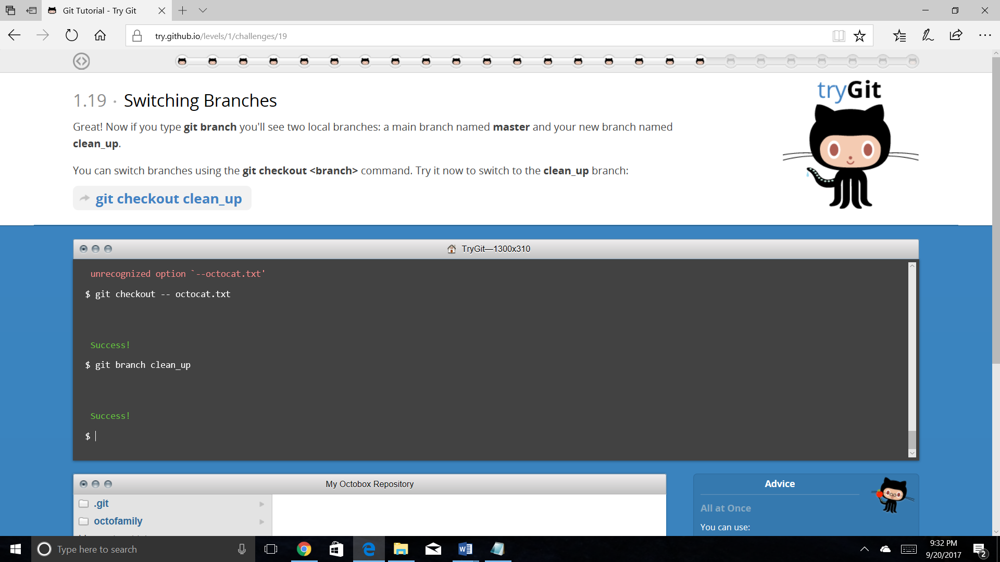 Git Tutorial - Try Git
try.github.io/levels/1/challenges/19
1.19 · Switching Branches
tryGit
Great! Now if you type git branch you'll see two local branches: a main branch named master and your new branch named
clean_up.
You can switch branches using the git checkout <branch> command. Try it now to switch to the clean_up branch:
git checkout clean_up
TryGit—1300x310
unrecognized option `--octocat.txt'
$ git checkout -- octocat.txt
Success!
$ git branch clean_up
Success!
$
My Octobox Repository
.git
octofamily
Advice
All at Once
You can use:
Type here to search
9:32 PM
9/20/2017
2